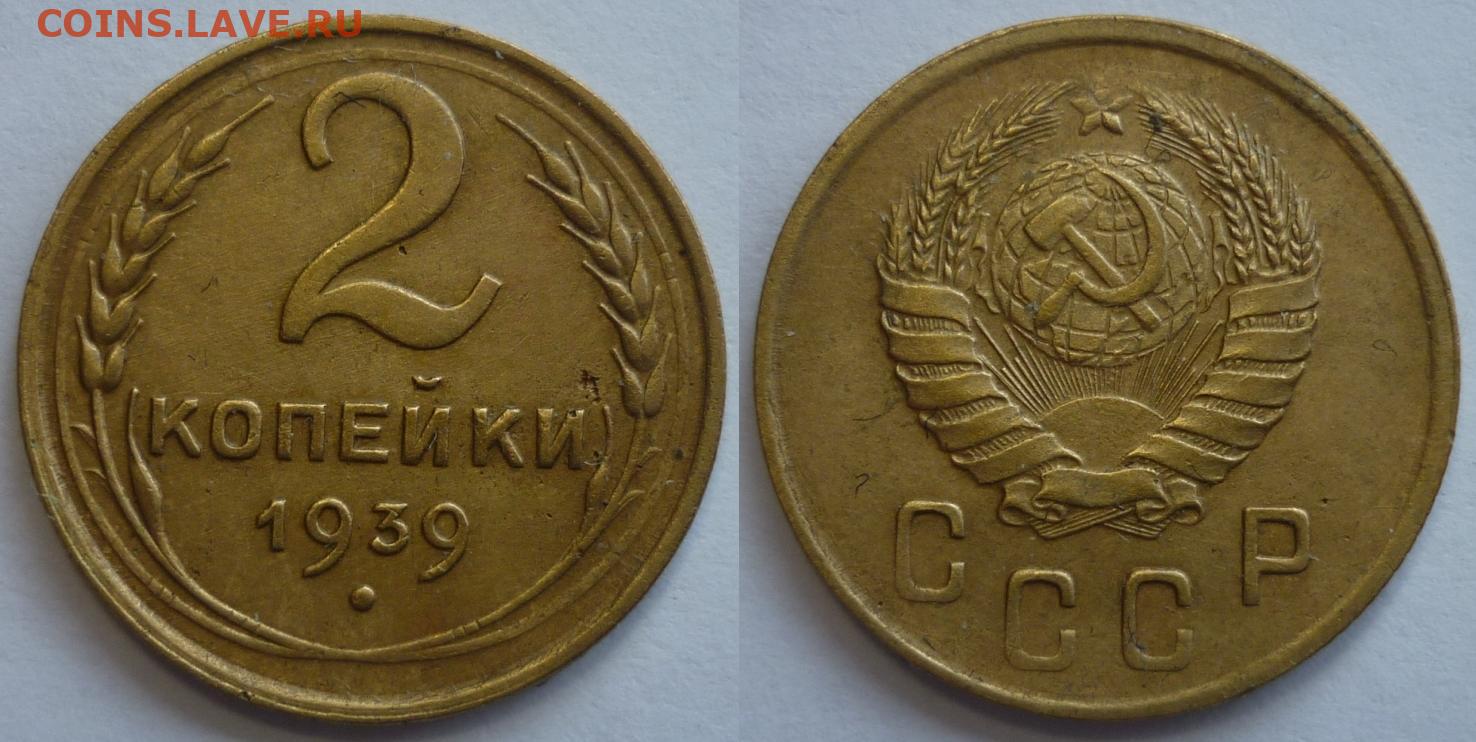 COINS.LAVE.RU
2
КОПЕЙКИ
1939
СССР